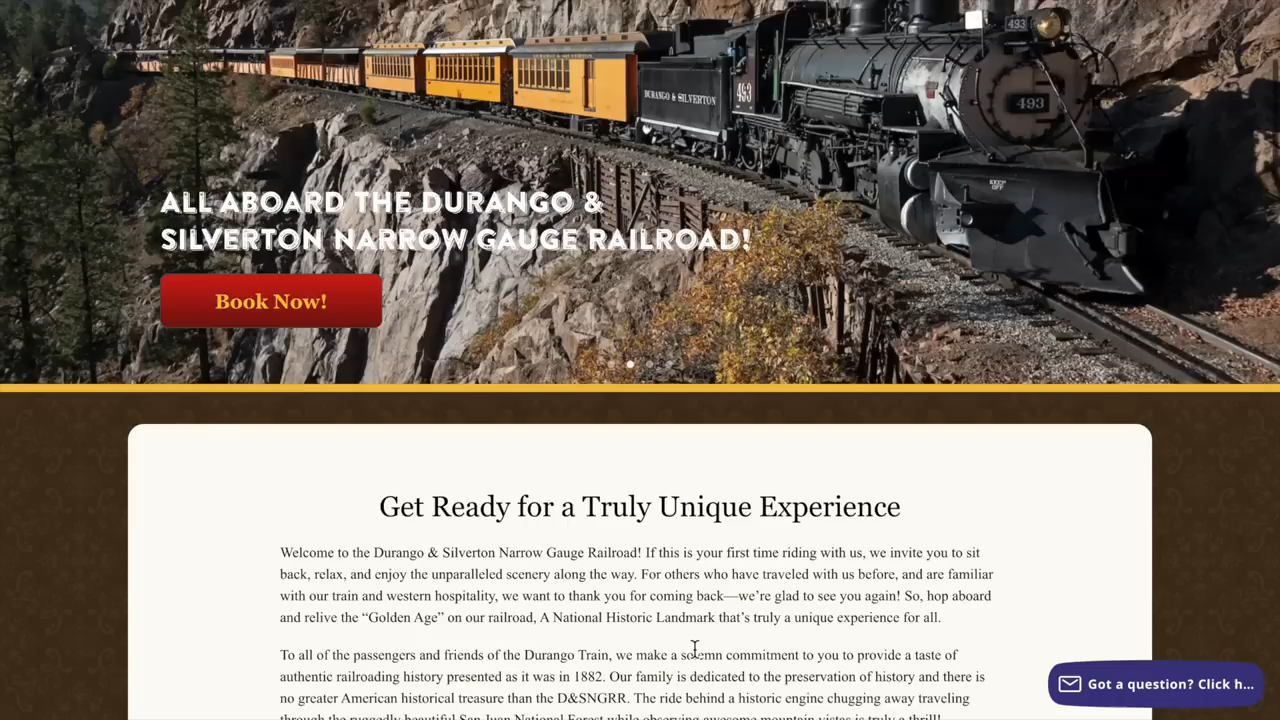 493
DURANGO & SILVERTON
493
493
KEEP
OFF
ALL ABOARD THE DURANGO &
SILVERTON NARROW GAUGE RAILROAD!
Book Now!
Get Ready for a Truly Unique Experience
Welcome to the Durango & Silverton Narrow Gauge Railroad! If this is your first time riding with us, we invite you to sit
back, relax, and enjoy the unparalleled scenery along the way. For others who have traveled with us before, and are familiar
with our train and western hospitality, we want to thank you for coming back—we’re glad to see you again! So, hop aboard
and relive the “Golden Age” on our railroad, A National Historic Landmark that’s truly a unique experience for all.
To all of the passengers and friends of the Durango Train, we make a solemn commitment to you to provide a taste of
authentic railroading history presented as it was in 1882. Our family is dedicated to the preservation of history and there is
no greater American historical treasure than the D&SNGRR. The ride behind a historic engine chugging away traveling
through the ruggedly beautiful San Juan National Forest while observing awesome mountain vistas is truly a thrill!
Got a question? Click h...